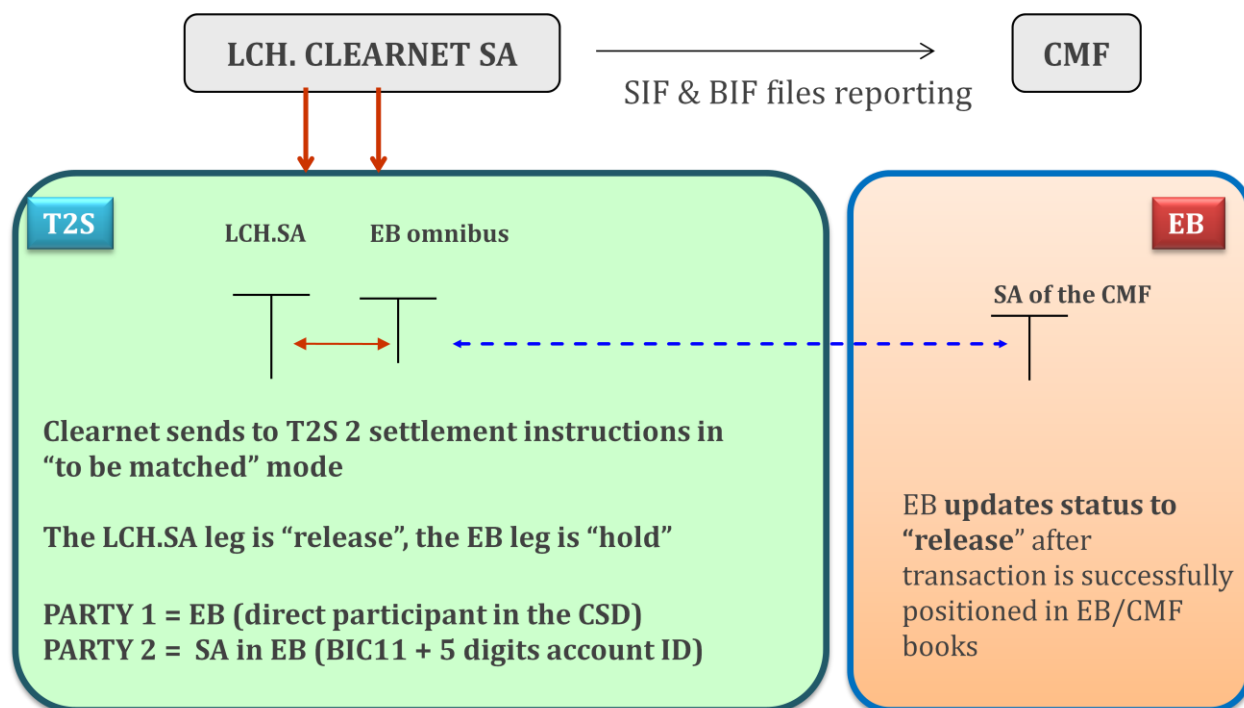 LCH. CLEARNET SA
CMF
SIF & BIF files reporting
T2S
LCH.SA
EB omnibus
Clearnet sends to T2S 2 settlement instructions in
“to be matched” mode
The LCH.SA leg is “release”, the EB leg is “hold”
PARTY 1 = EB (direct participant in the CSD)
PARTY 2 = SA in EB (BIC11 + 5 digits account ID)
EB
SA of the CMF
EB updates status to
“release” after
transaction is successfully
positioned in EB/CMF
books